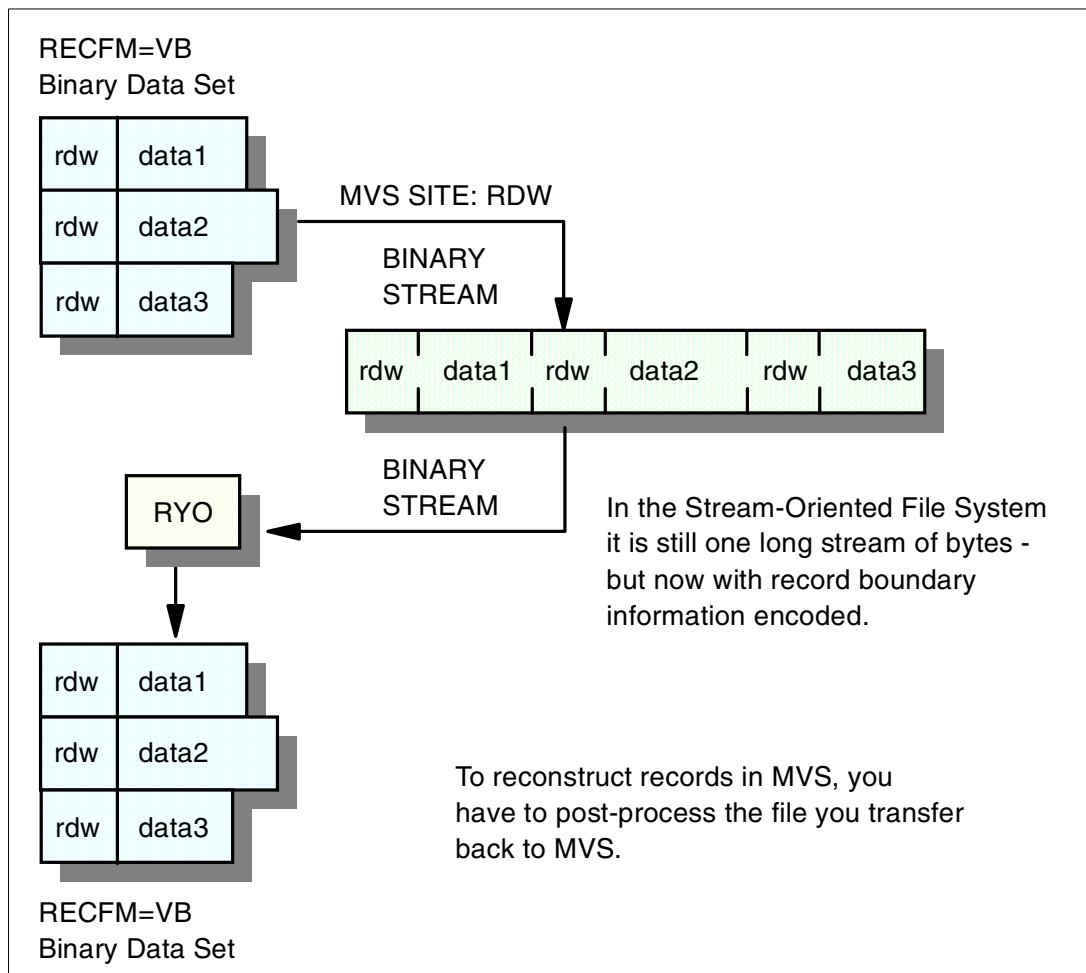 RECFM=VB
Binary Data Set
rdw data1
rdw data2
rdw data3
MVS SITE: RDW
BINARY
STREAM
rdw data1 rdw data2 rdw data3
BINARY
STREAM
RYO
In the Stream-Oriented File System
it is still one long stream of bytes -
but now with record boundary
information encoded.
rdw data1
rdw data2
rdw data3
To reconstruct records in MVS, you
have to post-process the file you transfer
back to MVS.
RECFM=VB
Binary Data Set